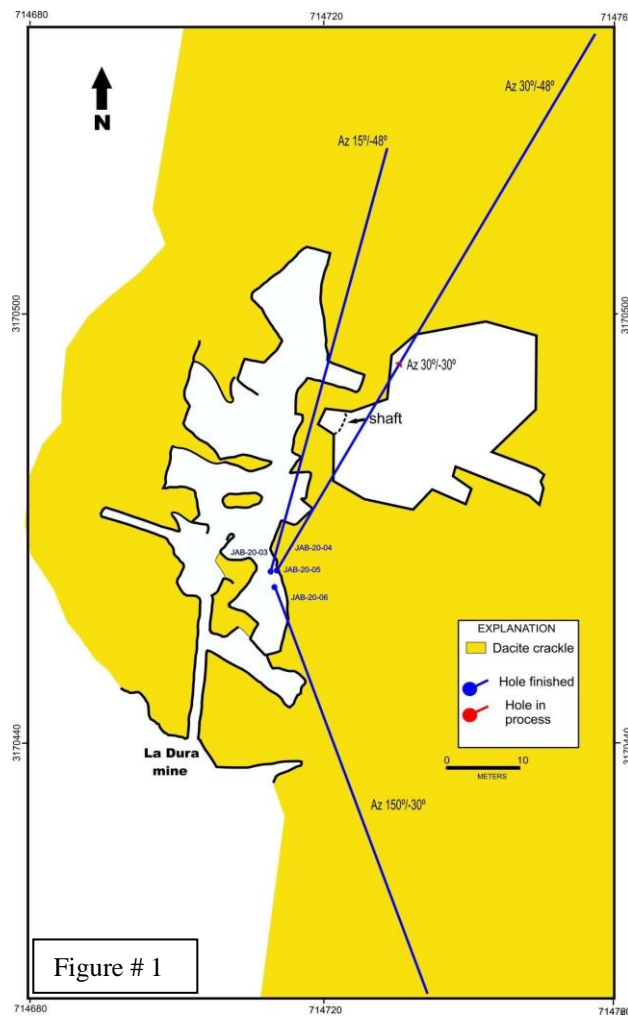 714680
714720
71476
N
Az 30º/-48º
Az 15º/-48º
3170500
3170500
Az 30º/-30º
shaft
JAB-20-03
JAB-20-04
JAB-20-05
JAB-20-06
EXPLANATION
Dacite crackle
Hole finished
Hole in
process
0
10
METERS
3170440
3170440
La Dura
mine
Az 150º/-30º
Figure # 1
714680
714720